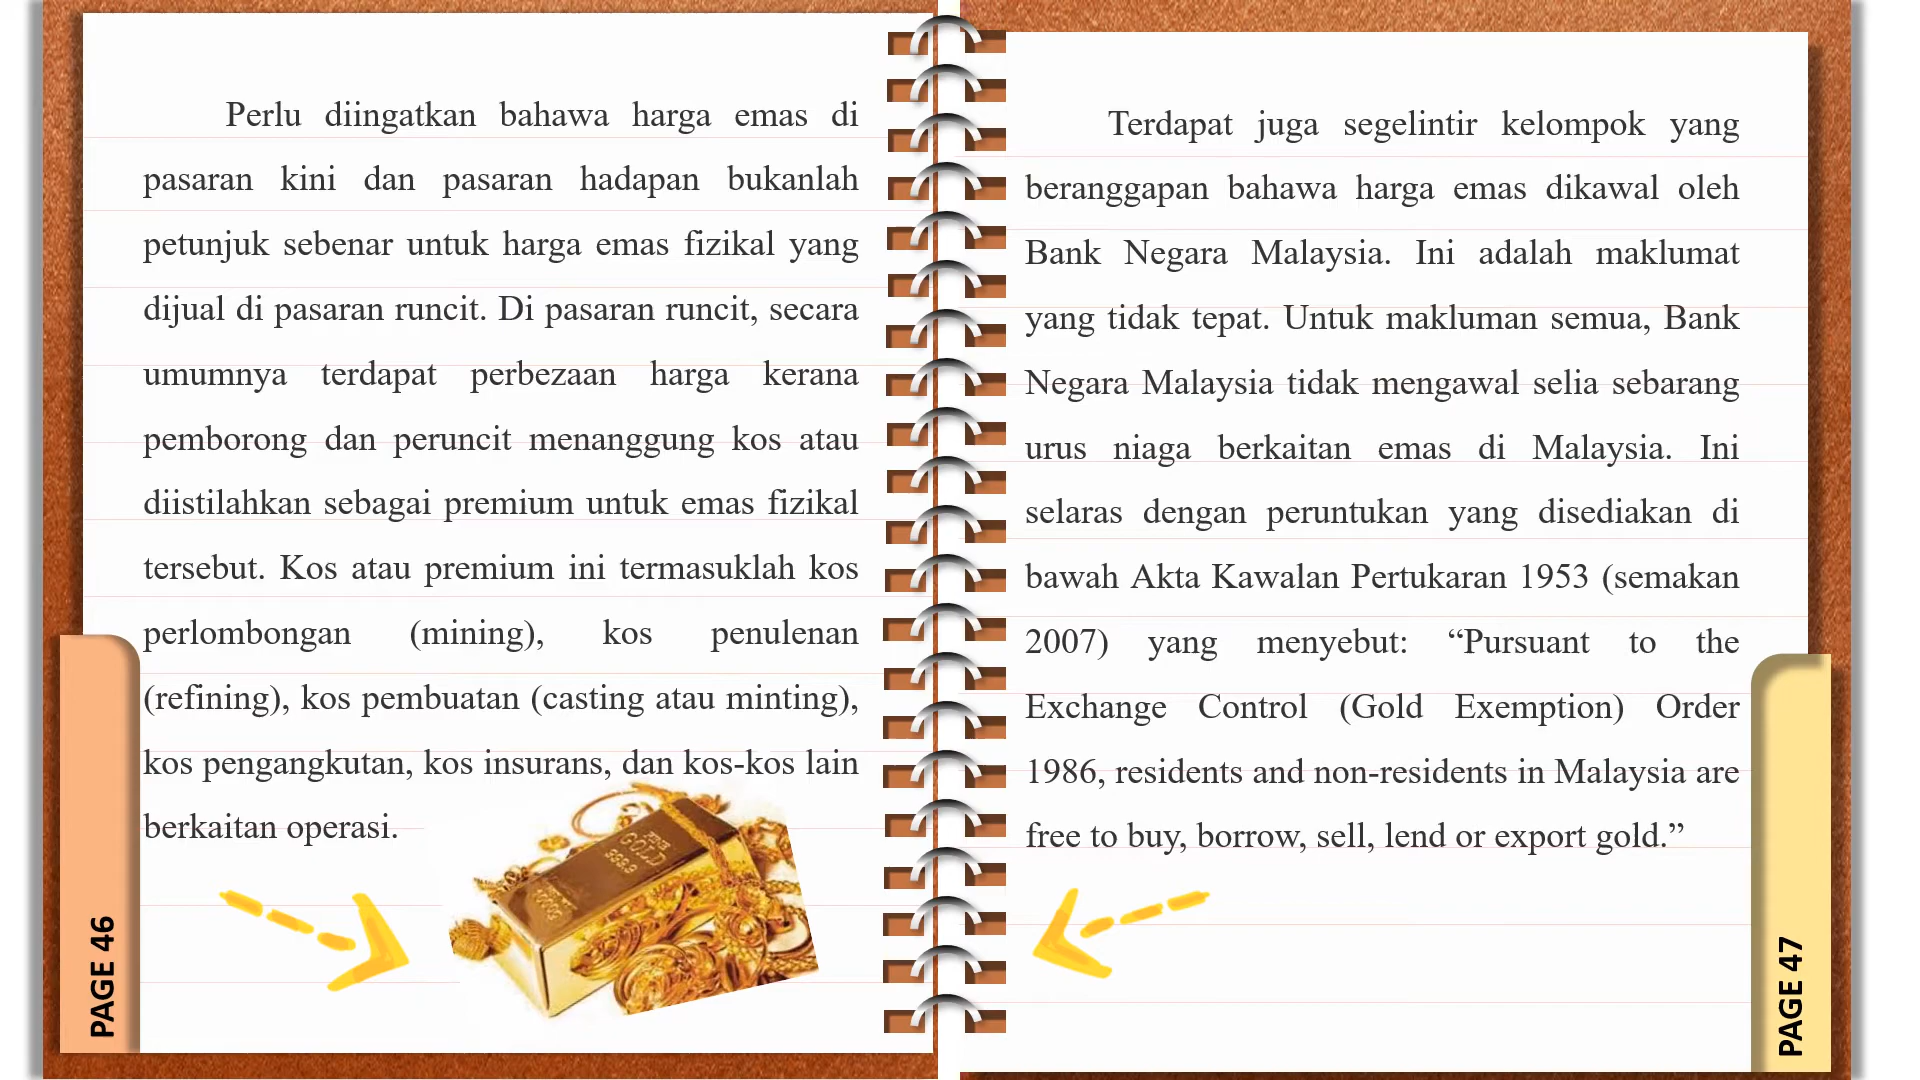 Perlu diingatkan bahawa harga emas di
pasaran kini dan pasaran hadapan bukanlah
petunjuk sebenar untuk harga emas fizikal yang
dijual di pasaran runcit. Di pasaran runcit, secara
umumnya terdapat perbezaan harga kerana
pemborong dan peruncit menanggung kos atau
diistilahkan sebagai premium untuk emas fizikal
tersebut. Kos atau premium ini termasuklah kos
perlombongan (mining), kos penulenan
(refining), kos pembuatan (casting atau minting),
kos pengangkutan, kos insurans, dan kos-kos lain
berkaitan operasi.
GOLD
999.9
PAGE 46
Terdapat juga segelintir kelompok yang
beranggapan bahawa harga emas dikawal oleh
Bank Negara Malaysia. Ini adalah maklumat
yang tidak tepat. Untuk makluman semua, Bank
Negara Malaysia tidak mengawal selia sebarang
urus niaga berkaitan emas di Malaysia. Ini
selaras dengan peruntukan yang disediakan di
bawah Akta Kawalan Pertukaran 1953 (semakan
2007) yang menyebut: “Pursuant to the
Exchange Control (Gold Exemption) Order
1986, residents and non-residents in Malaysia are
free to buy, borrow, sell, lend or export gold.”
PAGE 47